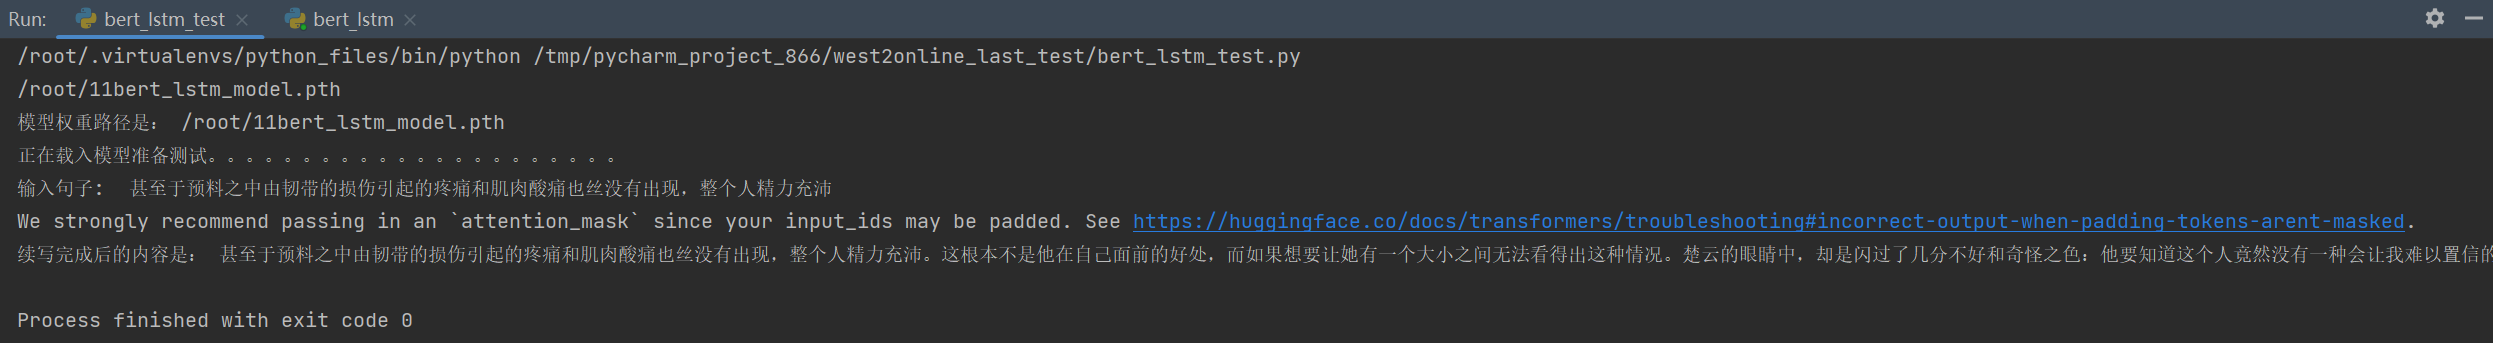 Run: bert_lstm_test bert_lstm
/root/.virtualenvs/python_files/bin/python /tmp/pycharm_project_866/west2online_last_test/bert_lstm_test.py
/root/11bert_lstm_model.pth
模型权重路径是： /root/11bert_lstm_model.pth
正在载入模型准备测试。。。。。。。。。。。。。。。。。。。。。。
输入句子： 甚至于预料之中由韧带的损伤引起的疼痛和肌肉酸痛也丝没有出现，整个人精力充沛
We strongly recommend passing in an `attention_mask` since your input_ids may be padded. See https://huggingface.co/docs/transformers/troubleshooting#incorrect-output-when-padding-tokens-arent-masked.
续写完成后的内容是： 甚至于预料之中由韧带的损伤引起的疼痛和肌肉酸痛也丝没有出现，整个人精力充沛。这根本不是他在自己面前的好处，而如果想要让她有一个大小之间无法看得出这种情况。楚云的眼睛中，却是闪过了几分不好和奇怪之色：他要知道这个人竟然没有一种会让我难以置信的
Process finished with exit code 0